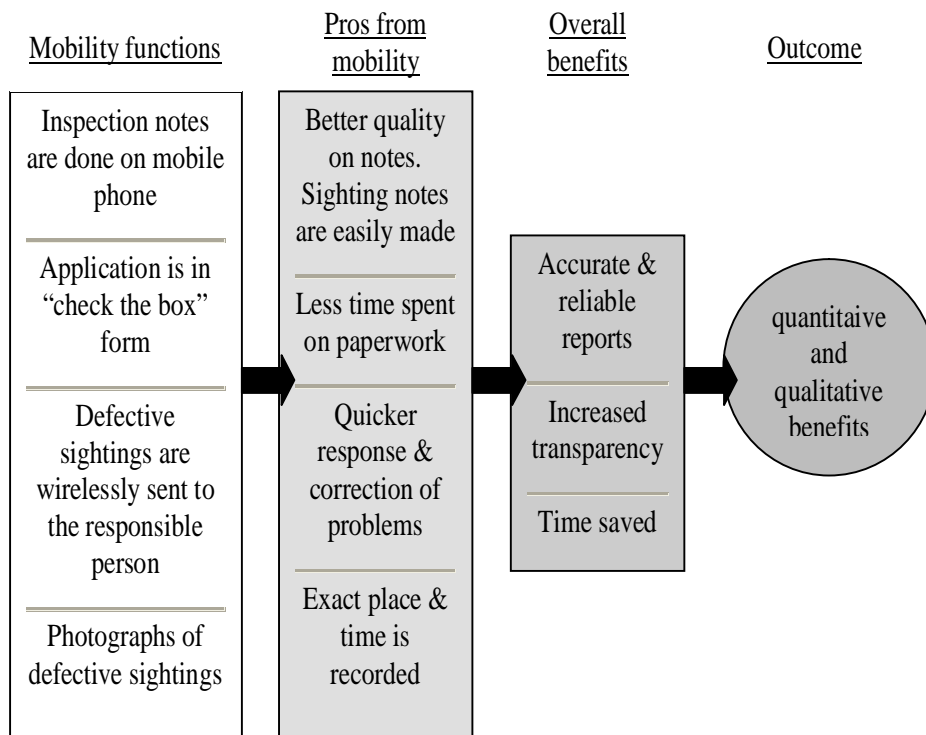 Mobility functions
Inspection notes
are done on mobile
phone
Application is in
“check the box”
form
Defective
sightings are
wirelessly sent to
the responsible
person
Photographs of
defective sightings
Pros from
mobility
Better quality
on notes.
Sighting notes
are easily made
Less time spent
on paperwork
Quicker
response &
correction of
problems
Exact place &
time is
recorded
Overall
benefits
Accurate &
reliable
reports
Increased
transparency
Time saved
Outcome
quantitaive
and
qualitative
benefits